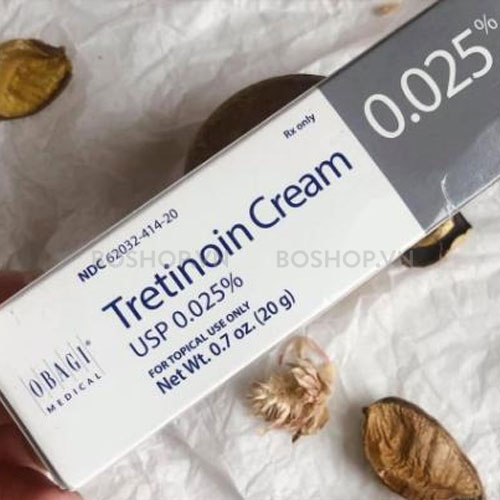 0.025%
Rx only
NDC 62032-414-20
Tretinoin Cream
USP 0.025%
FOR TOPICAL USE ONLY
Net Wt. 0.7 oz. (20 g)
OBAGI®
MEDICAL
BOSHOP.VN BOSHOP.VN